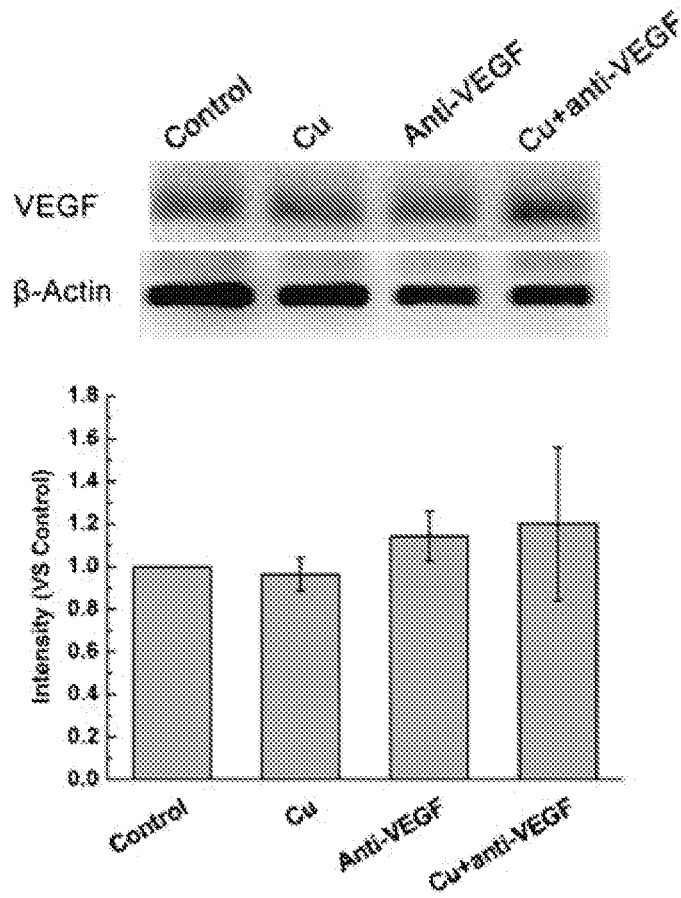 Control Cu Anti-VEGF Cu+anti-VEGF
VEGF
β-Actin
Intensity (VS Control)
1.8
1.6
1.4
1.2
1.0
0.8
0.6
0.4
0.2
0.0
Control Cu Anti-VEGF Cu+anti-VEGF